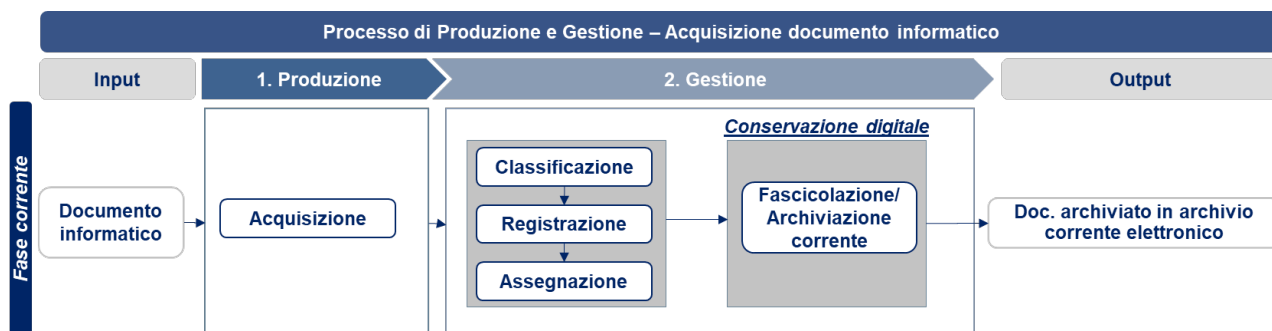 Processo di Produzione e Gestione – Acquisizione documento informatico
Input
1. Produzione
2. Gestione
Output
Fase corrente
Documento
informatico
Acquisizione
Classificazione
Registrazione
Assegnazione
Conservazione digitale
Fascicolazione/
Archiviazione
corrente
Doc. archiviato in archivio
corrente elettronico